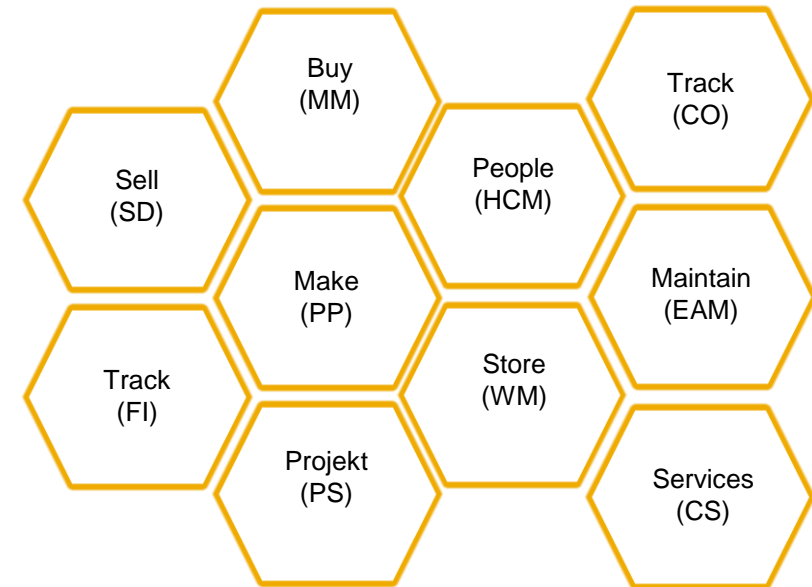 Buy
(MM)
Track
(CO)
Sell
(SD)
People
(HCM)
Make
(PP)
Maintain
(EAM)
Track
(FI)
Store
(WM)
Projekt
(PS)
Services
(CS)